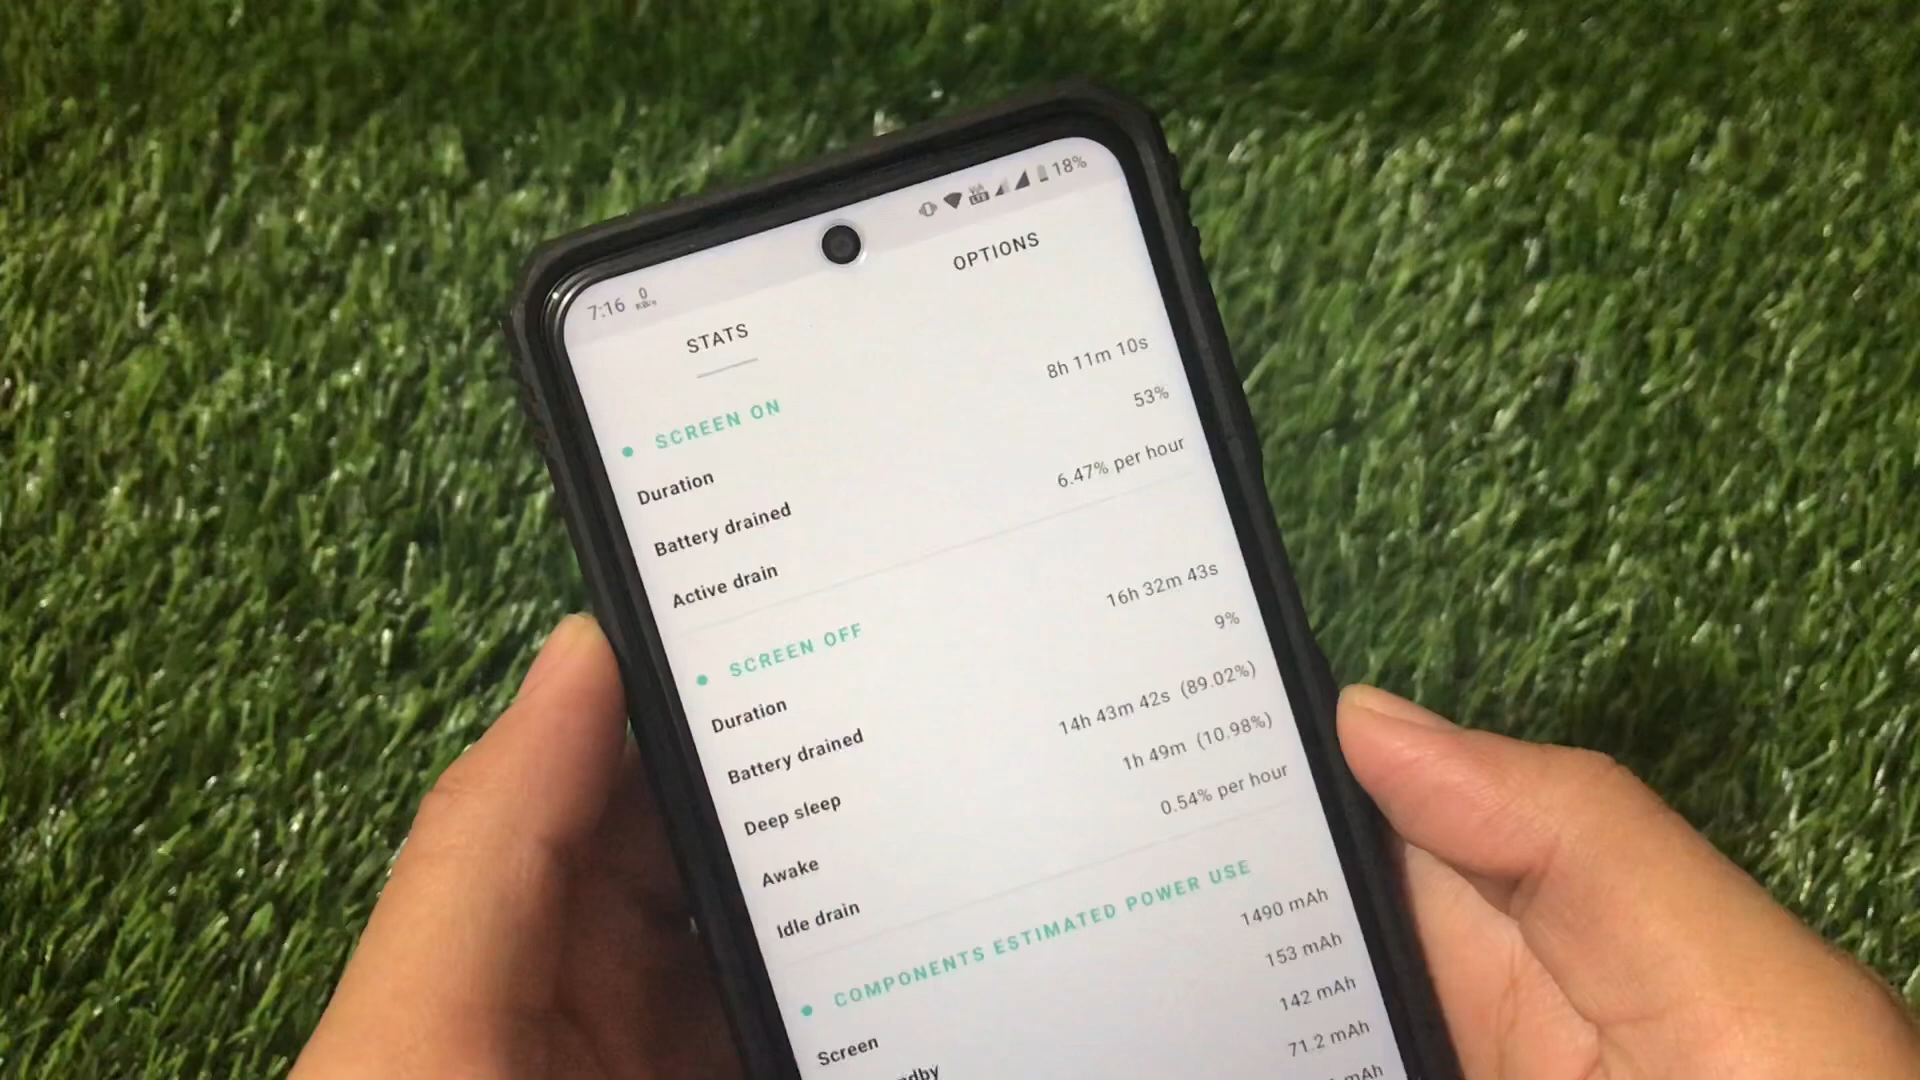 7:16 0 KB/s 18%
STATS OPTIONS
SCREEN ON
Duration 8h 11m 10s
Battery drained 53%
Active drain 6.47% per hour
SCREEN OFF
Duration 16h 32m 43s
Battery drained 9%
Deep sleep 14h 43m 42s (89.02%)
Awake 1h 49m (10.98%)
Idle drain 0.54% per hour
COMPONENTS ESTIMATED POWER USE
Screen 1490 mAh
153 mAh
142 mAh
71.2 mAh
mAh